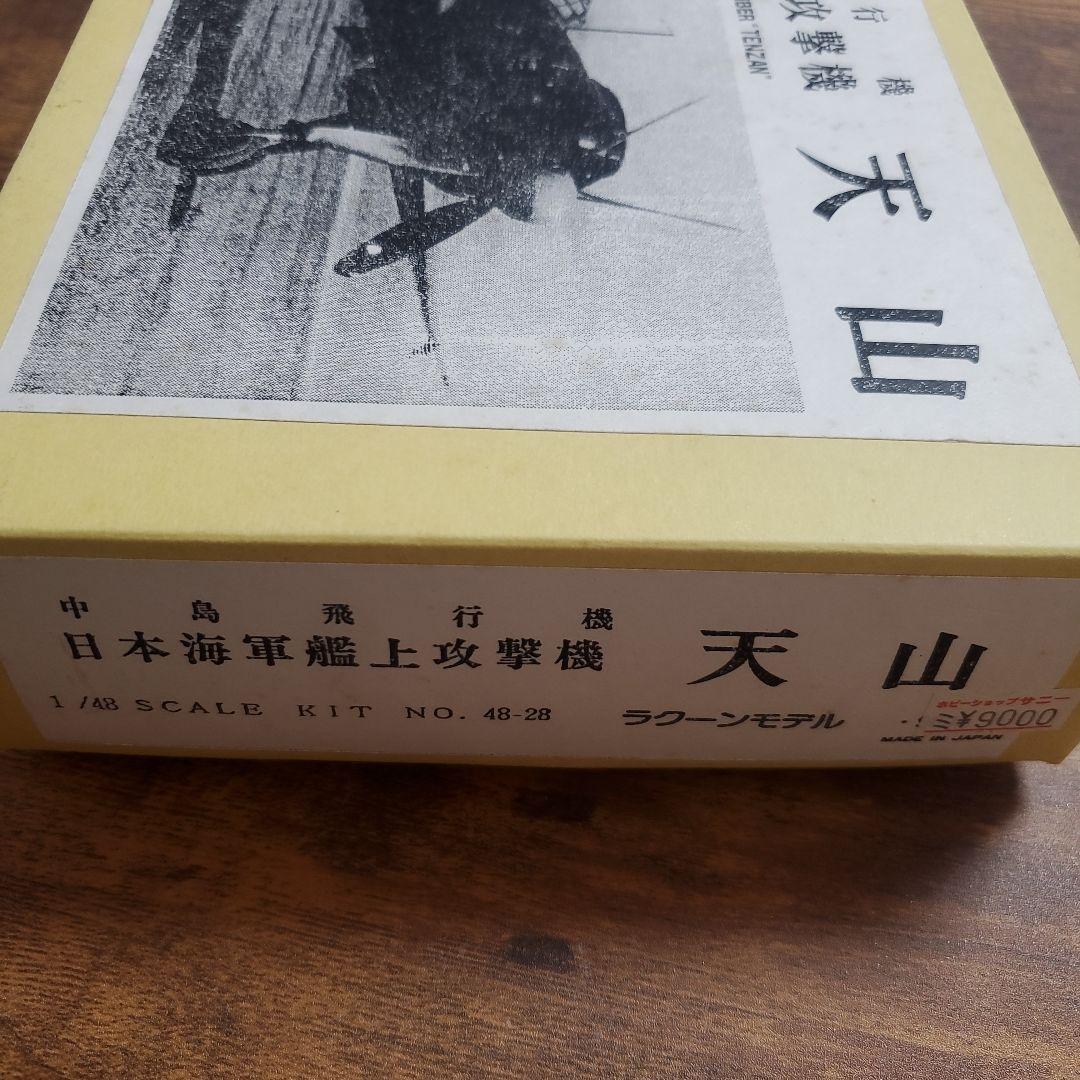 行機
攻撃機
BER "TENZAN"
天山
中島飛行機
日本海軍艦上攻撃機 天山
1/48 SCALE KIT NO. 48-28 ラクーンモデル
ホビーショップサニー
ミ¥9000
MADE IN JAPAN